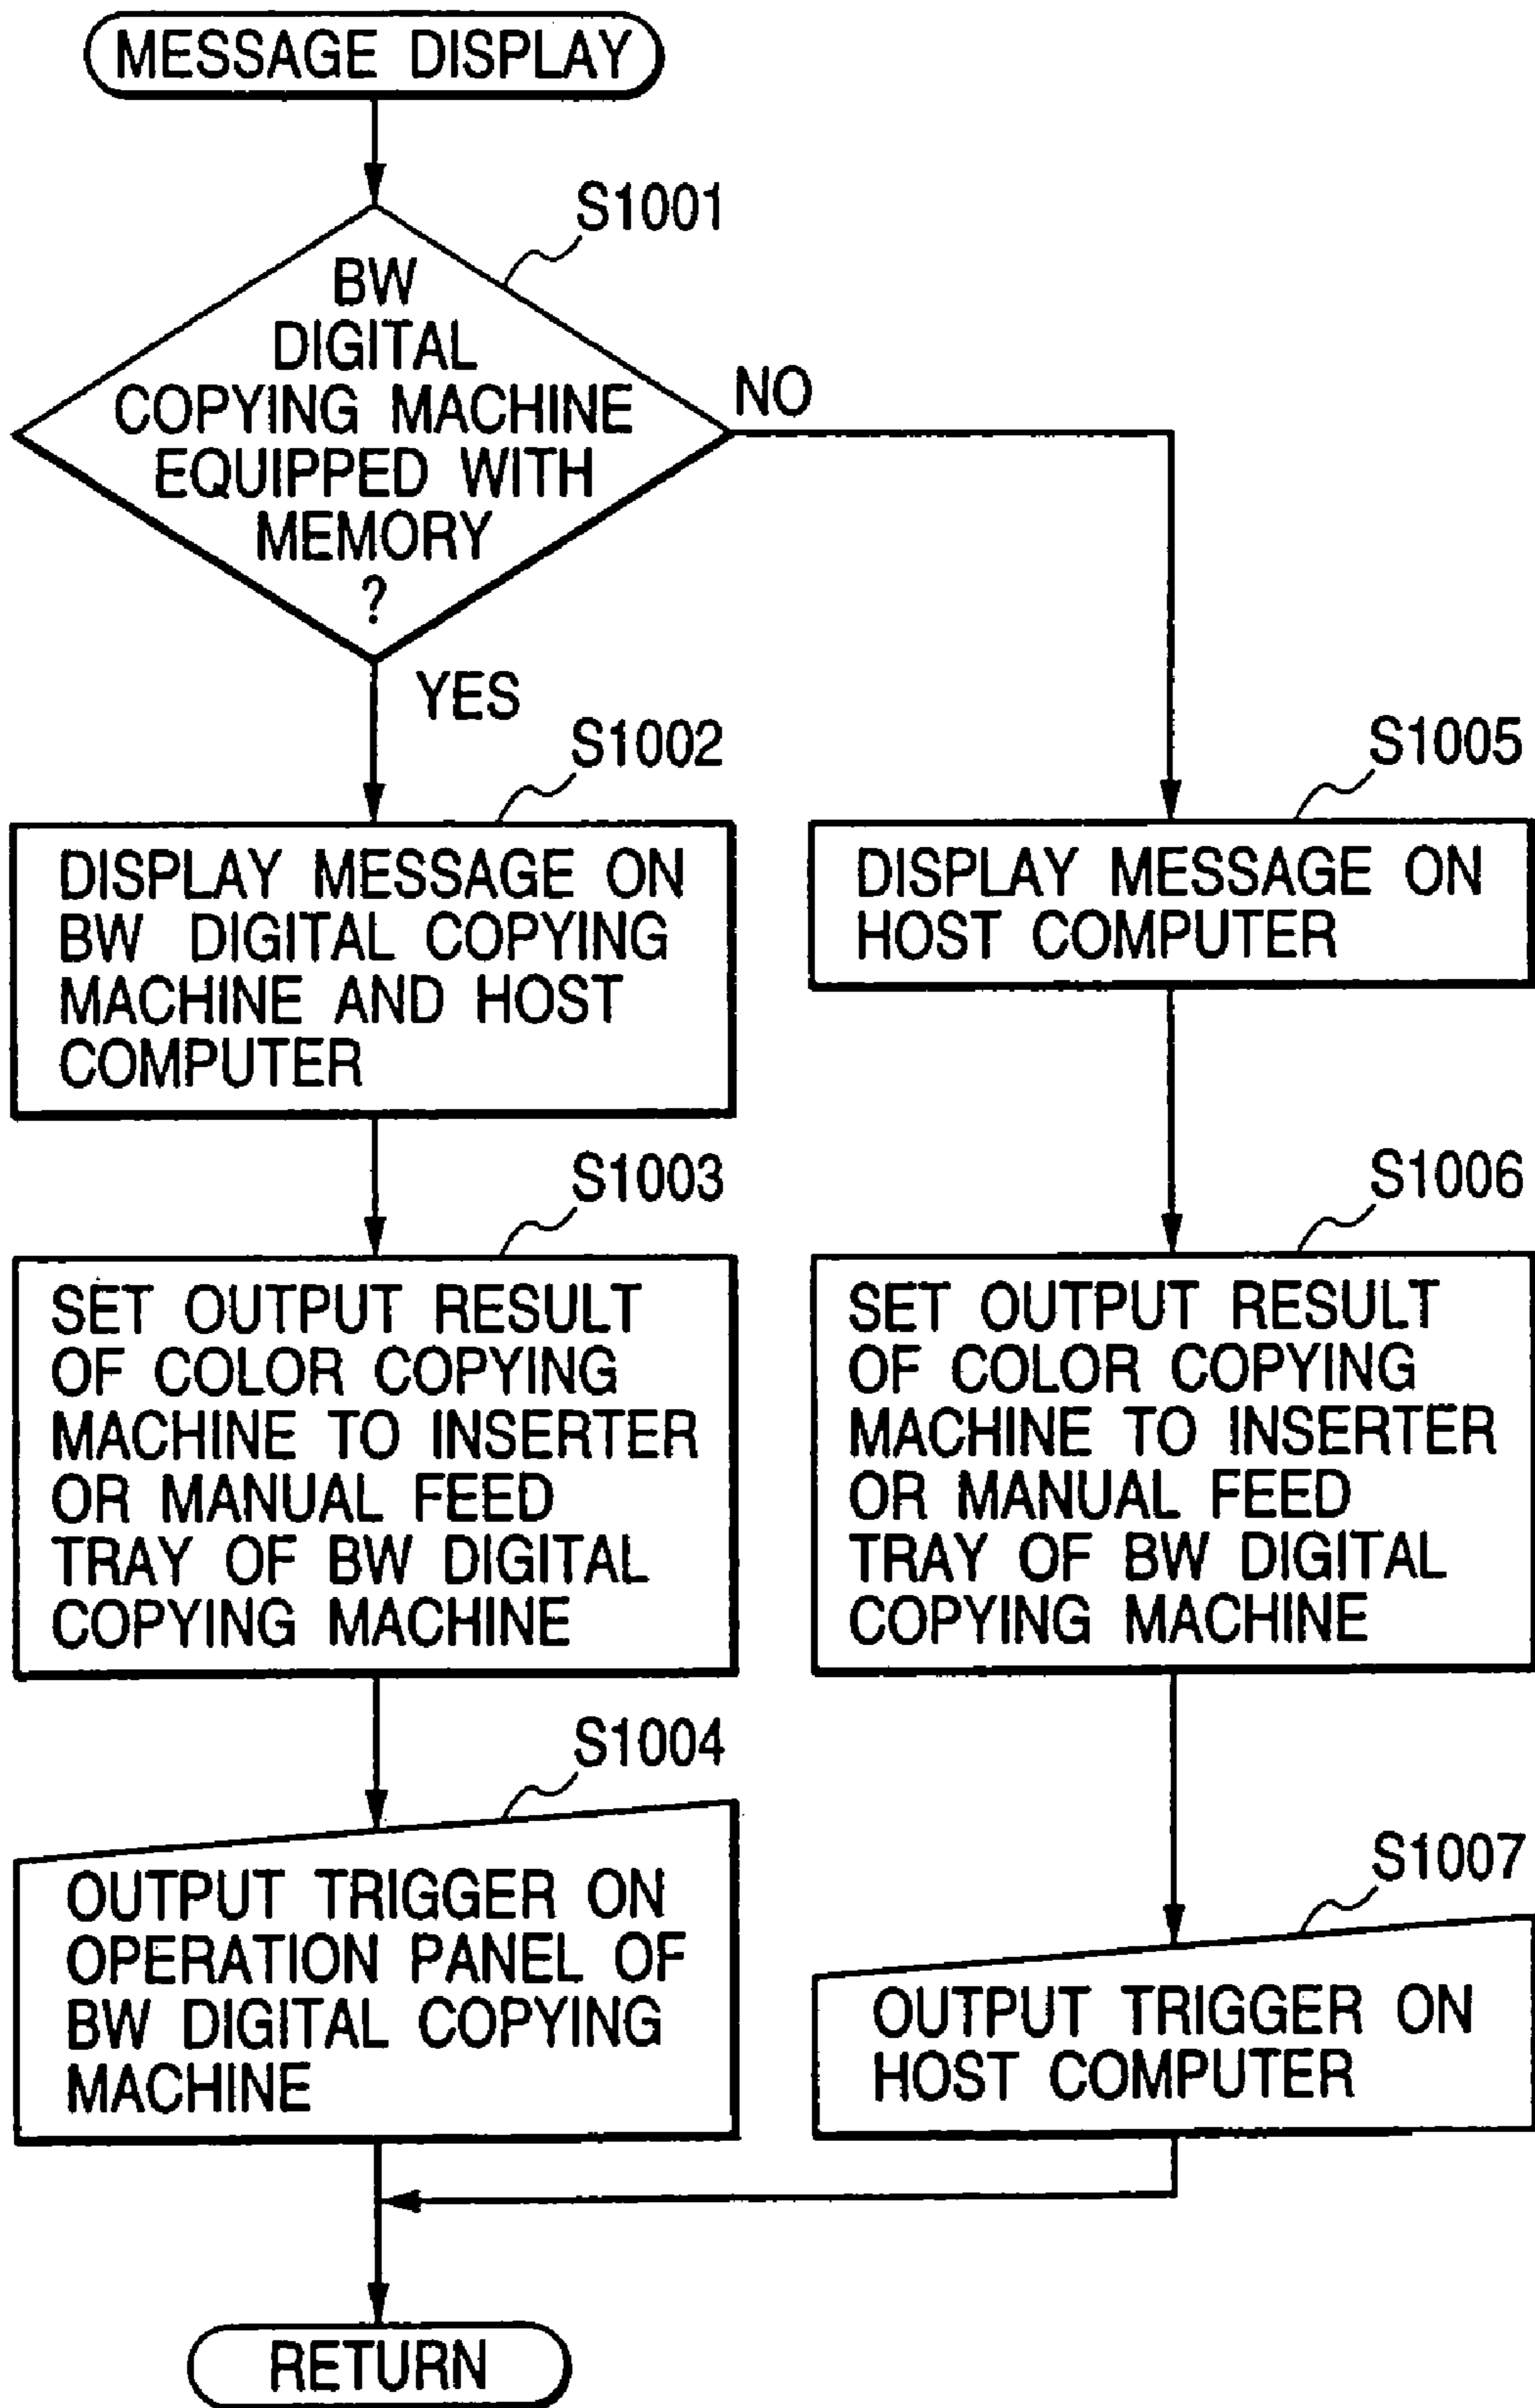 MESSAGE DISPLAY
S1001
BW
DIGITAL
COPYING MACHINE
EQUIPPED WITH
MEMORY
?
NO
YES
S1002
DISPLAY MESSAGE ON
BW DIGITAL COPYING
MACHINE AND HOST
COMPUTER
S1003
SET OUTPUT RESULT
OF COLOR COPYING
MACHINE TO INSERTER
OR MANUAL FEED
TRAY OF BW DIGITAL
COPYING MACHINE
S1004
OUTPUT TRIGGER ON
OPERATION PANEL OF
BW DIGITAL COPYING
MACHINE
S1005
DISPLAY MESSAGE ON
HOST COMPUTER
S1006
SET OUTPUT RESULT
OF COLOR COPYING
MACHINE TO INSERTER
OR MANUAL FEED
TRAY OF BW DIGITAL
COPYING MACHINE
S1007
OUTPUT TRIGGER ON
HOST COMPUTER
RETURN